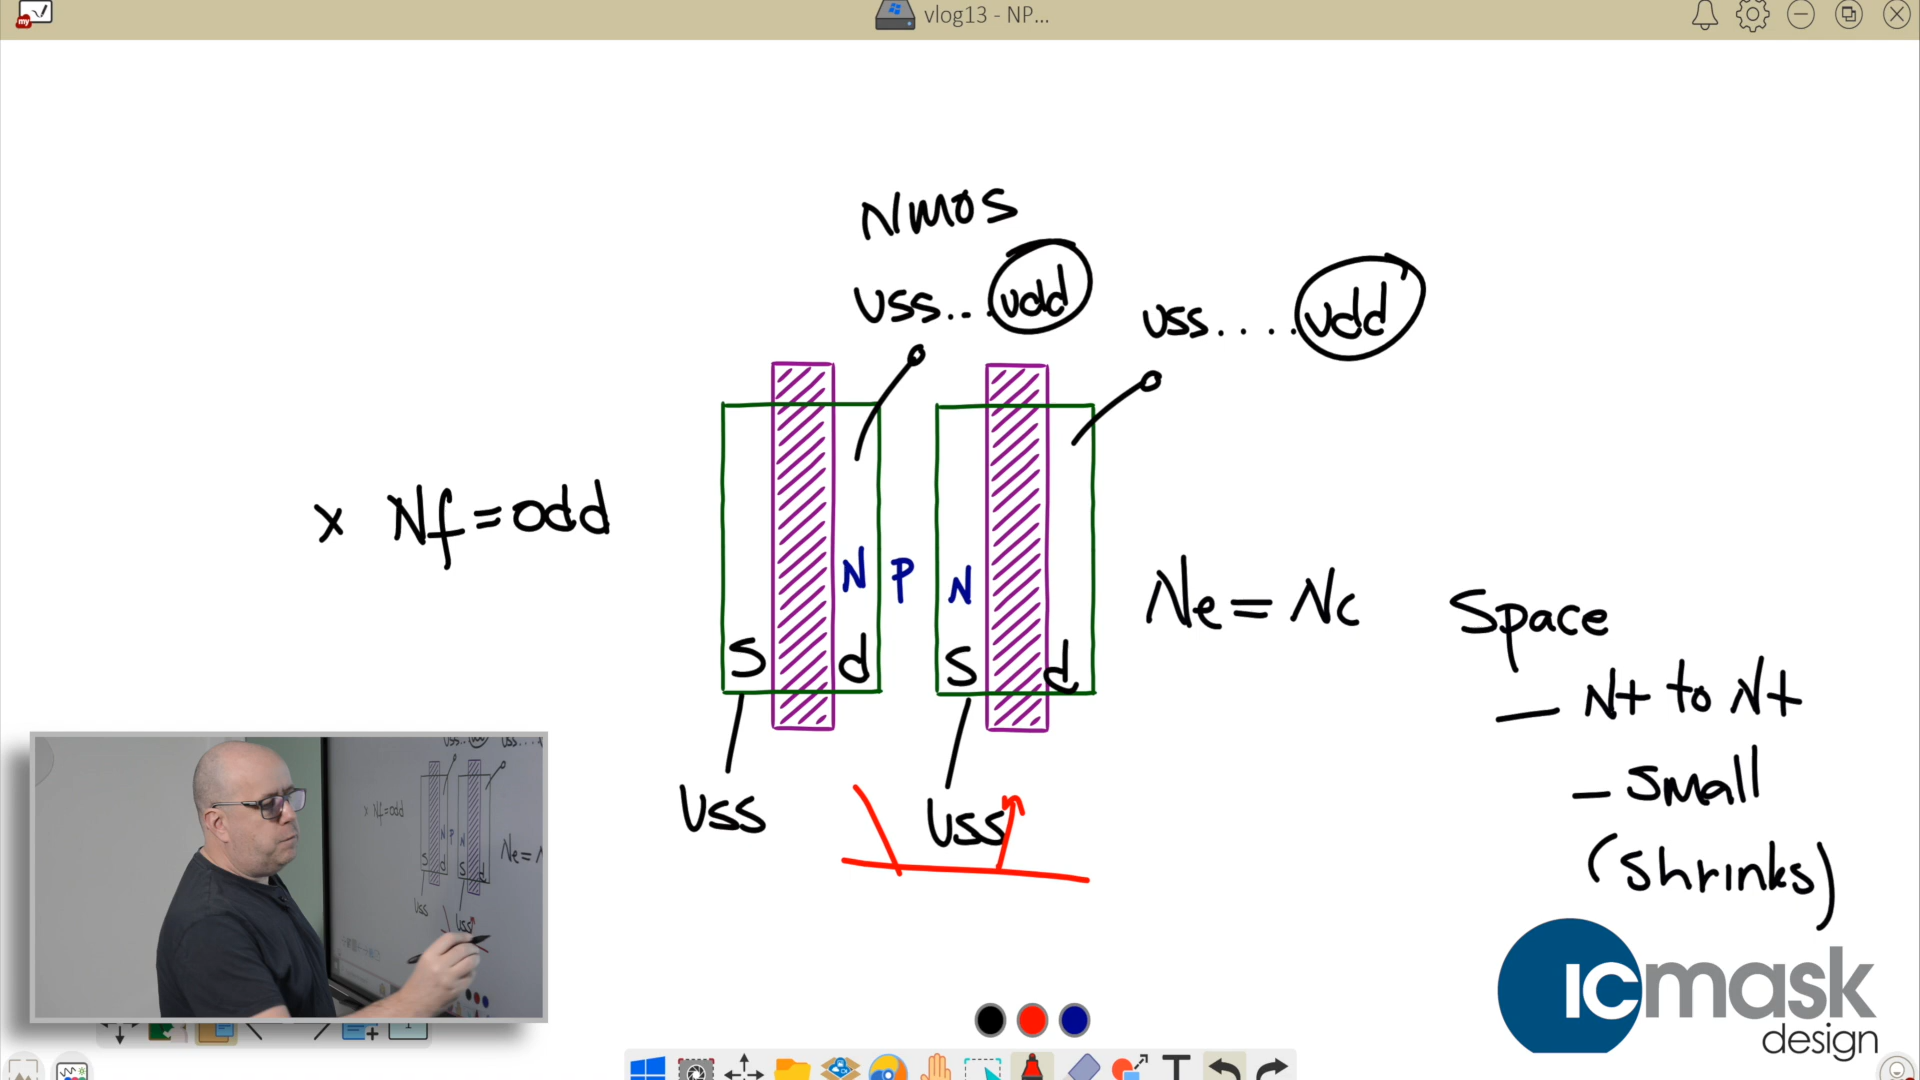 vlog13 - NP...
NMOS
VSS... vdd
VSS.... vdd
x Nf = odd
N P N
Ne = Nc
S d S d
Space
- N+ to N+
- small
(shrinks)
VSS
VSS
icmask
design